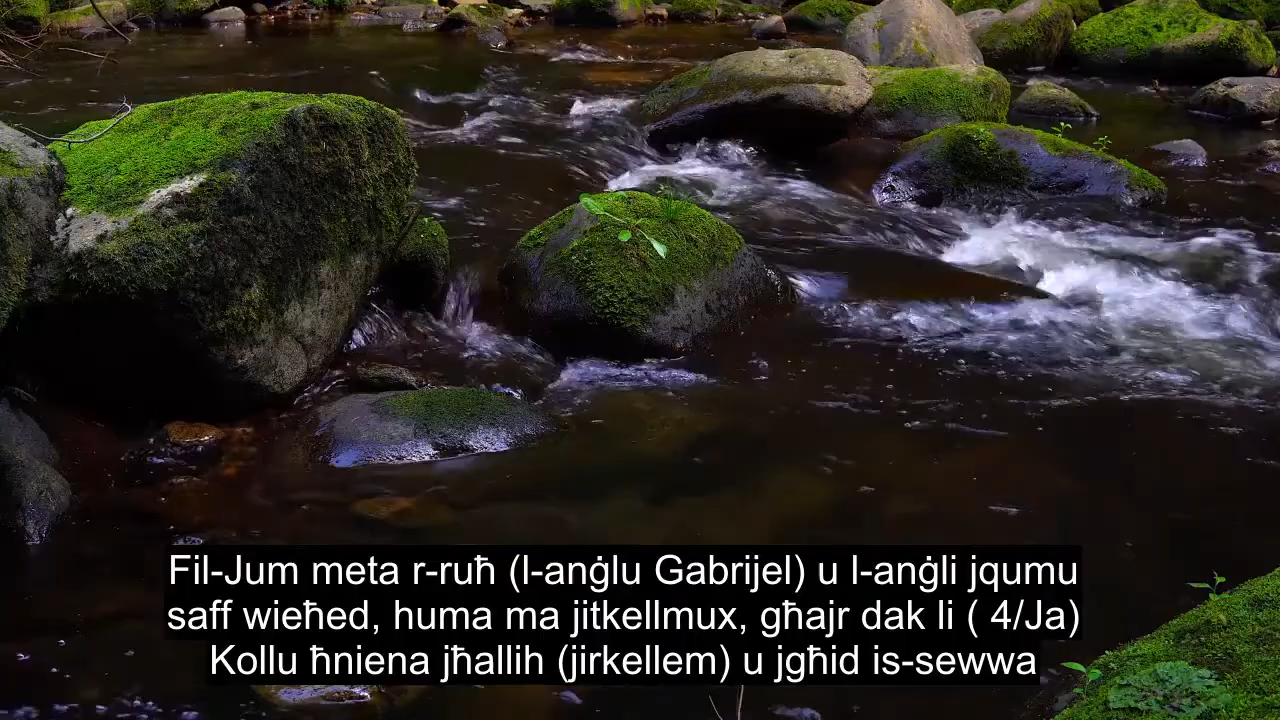 Fil-Jum meta r-ruħ (l-anġlu Gabrijel) u l-anġli jqumu
saff wieħed, huma ma jitkellmux, għajr dak li ( 4/Ja)
Kollu ħniena jħallih (jirkellem) u jgħid is-sewwa